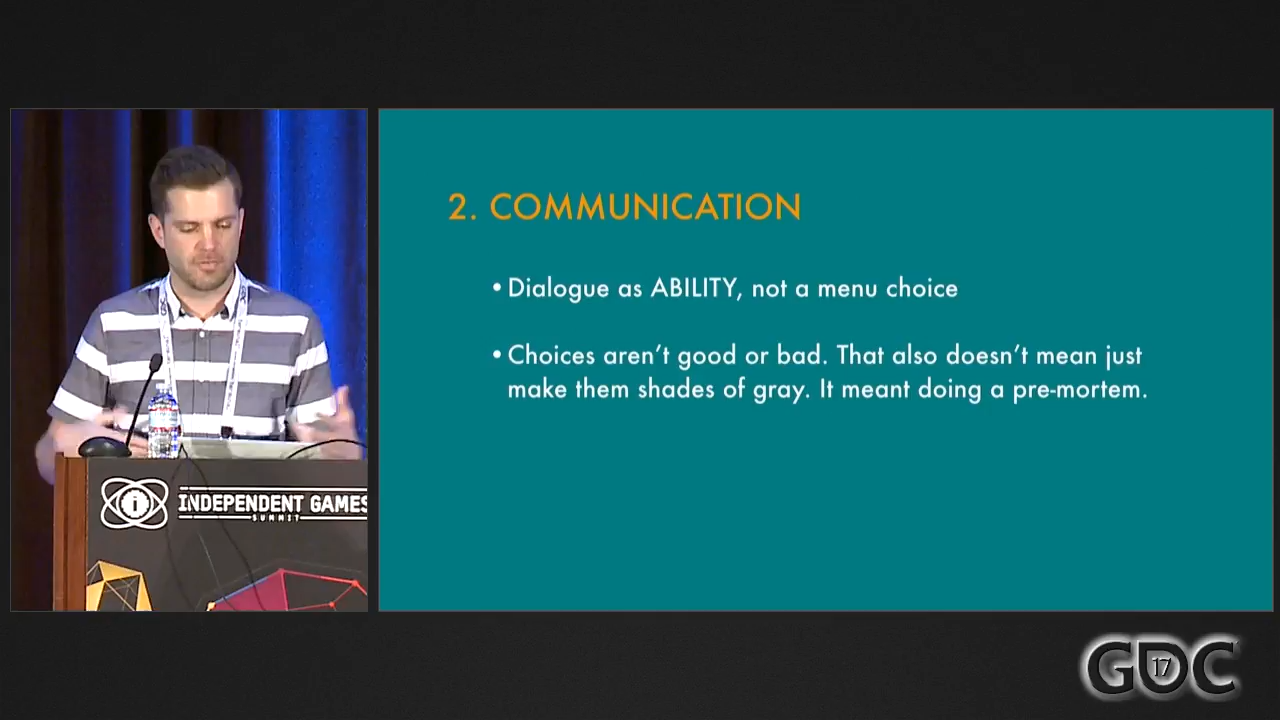 2. COMMUNICATION
•Dialogue as ABILITY, not a menu choice
•Choices aren't good or bad. That also doesn't mean just
make them shades of gray. It meant doing a pre-mortem.
i
INDEPENDENT GAMES
SUMMIT
GDC
17